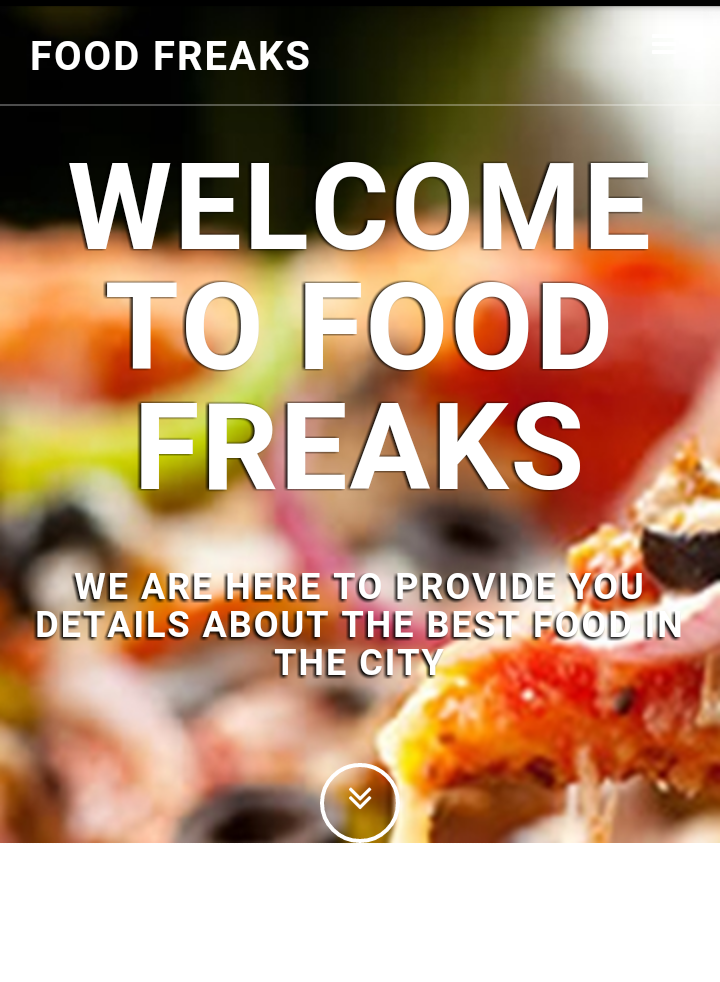 FOOD FREAKS
WELCOME
TO FOOD
FREAKS
WE ARE HERE TO PROVIDE YOU
DETAILS ABOUT THE BEST FOOD IN
THE CITY